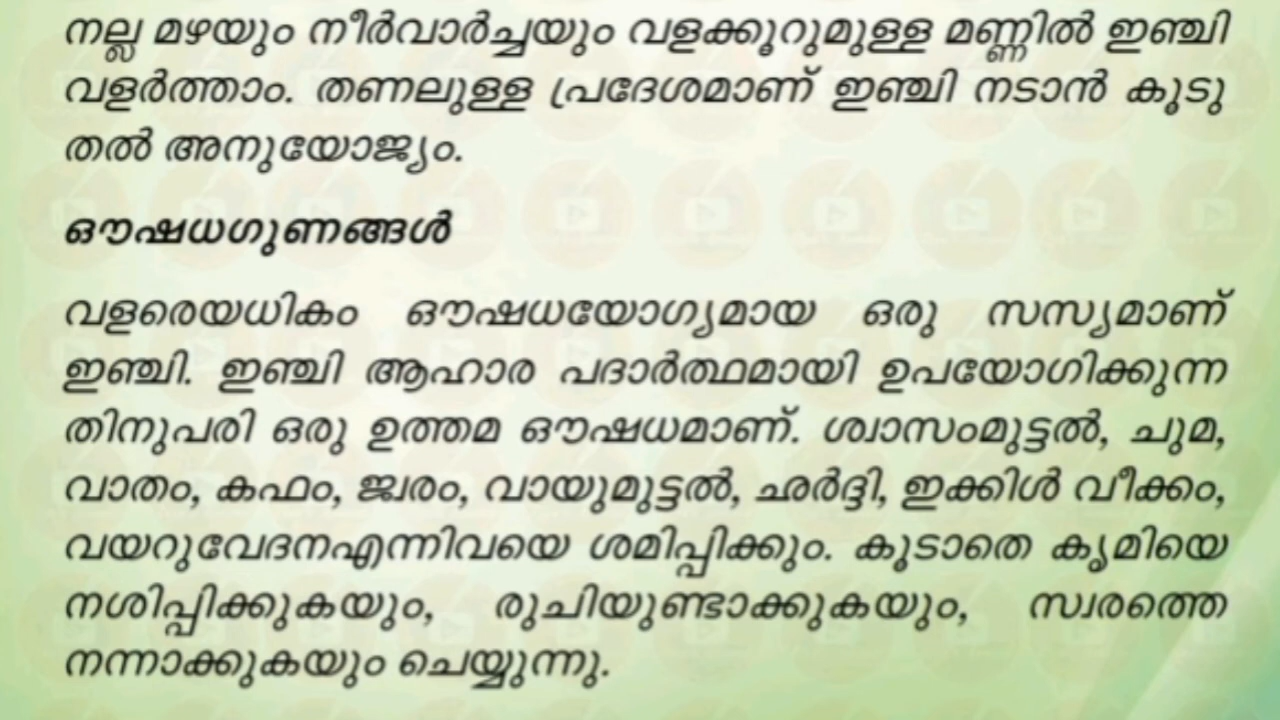 നല്ല മഴയും നീർവാർച്ചയും വളക്കൂറുമുള്ള മണ്ണിൽ ഇഞ്ചി
വളർത്താം. തണലുള്ള പ്രദേശമാണ് ഇഞ്ചി നടാൻ കൂടു
തൽ അനുയോജ്യം.
ഔഷധഗുണങ്ങൾ
വളരെയധികം ഔഷധയോഗ്യമായ ഒരു സസ്യമാണ്
ഇഞ്ചി. ഇഞ്ചി ആഹാര പദാർത്ഥമായി ഉപയോഗിക്കുന്ന
തിനുപരി ഒരു ഉത്തമ ഔഷധമാണ്. ശ്വാസംമുട്ടൽ, ചുമ,
വാതം, കഫം, ജ്വരം, വായുമുട്ടൽ, ഛർദ്ദി, ഇക്കിൾ വീക്കം,
വയറുവേദനഎന്നിവയെ ശമിപ്പിക്കും. കൂടാതെ കൃമിയെ
നശിപ്പിക്കുകയും, രുചിയുണ്ടാക്കുകയും, സ്വരത്തെ
നന്നാക്കുകയും ചെയ്യുന്നു.